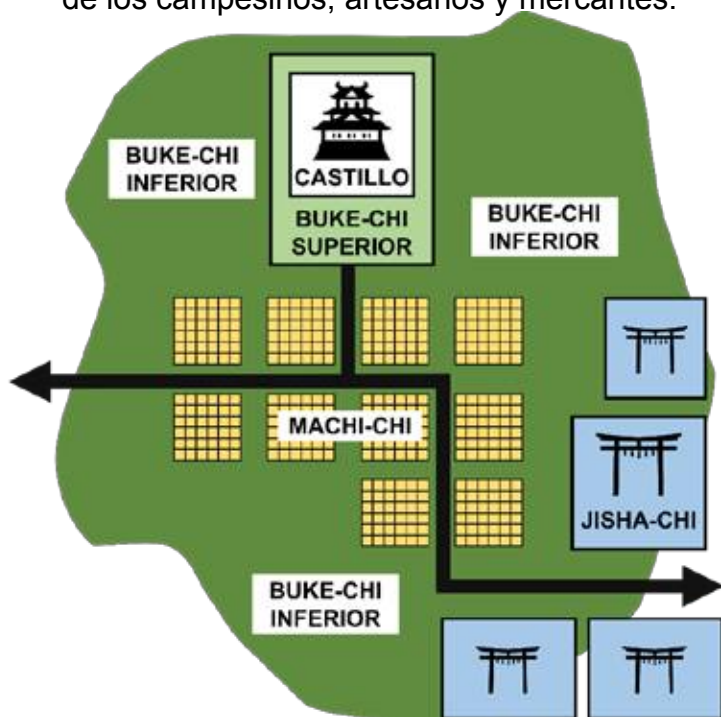 de los campesinos, artesanos y mercantes.
CASTILLO
BUKE-CHI
SUPERIOR
BUKE-CHI
INFERIOR
BUKE-CHI
INFERIOR
MACHI-CHI
JISHA-CHI
BUKE-CHI
INFERIOR